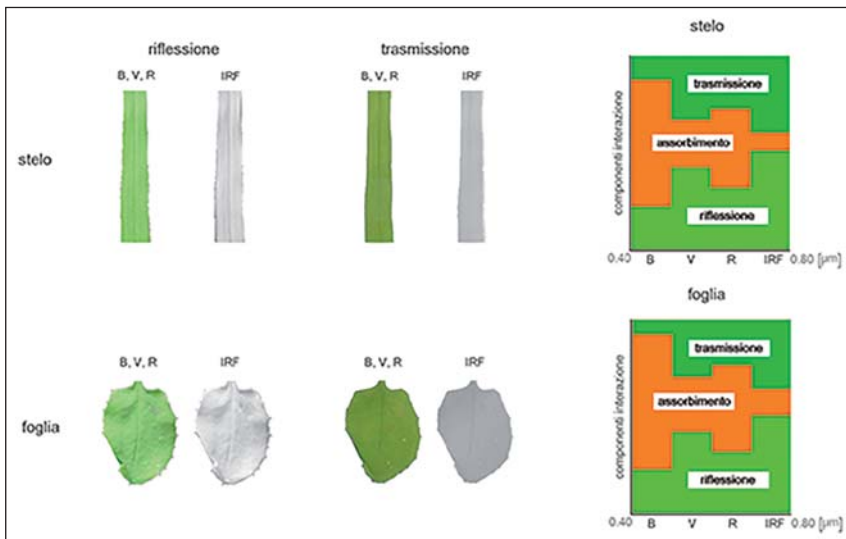 riflessione
trasmissione
B, V, R
IRF
B, V, R
IRF
stelo
stelo
componenti interazione
trasmissione
assorbimento
riflessione
0.40 B V R IRF 0.80 [µm]
B, V, R
IRF
B, V, R
IRF
foglia
foglia
componenti interazione
trasmissione
assorbimento
riflessione
0.40 B V R IRF 0.80 [µm]